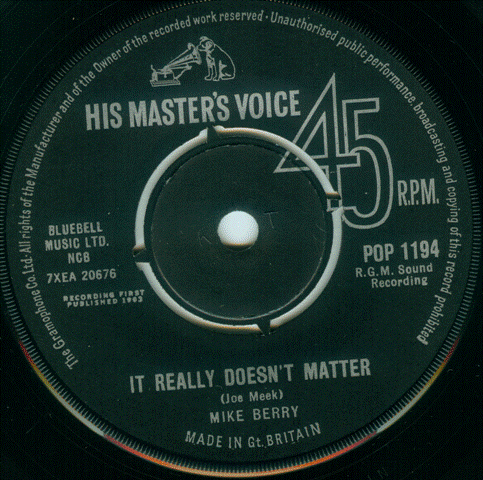 The Gramophone Co.Ltd·All rights of the Manufacturer and of the Owner of the recorded work reserved · Unauthorised public performance, broadcasting and copying of this record prohibited
HIS MASTER'S VOICE
45
R.P.M.
BLUEBELL
MUSIC LTD.
NCB
7XEA 20676
RECORDING FIRST
PUBLISHED 1963
POP 1194
R.G.M. Sound
Recording
IT REALLY DOESN'T MATTER
(Joe Meek)
MIKE BERRY
MADE IN Gt. BRITAIN